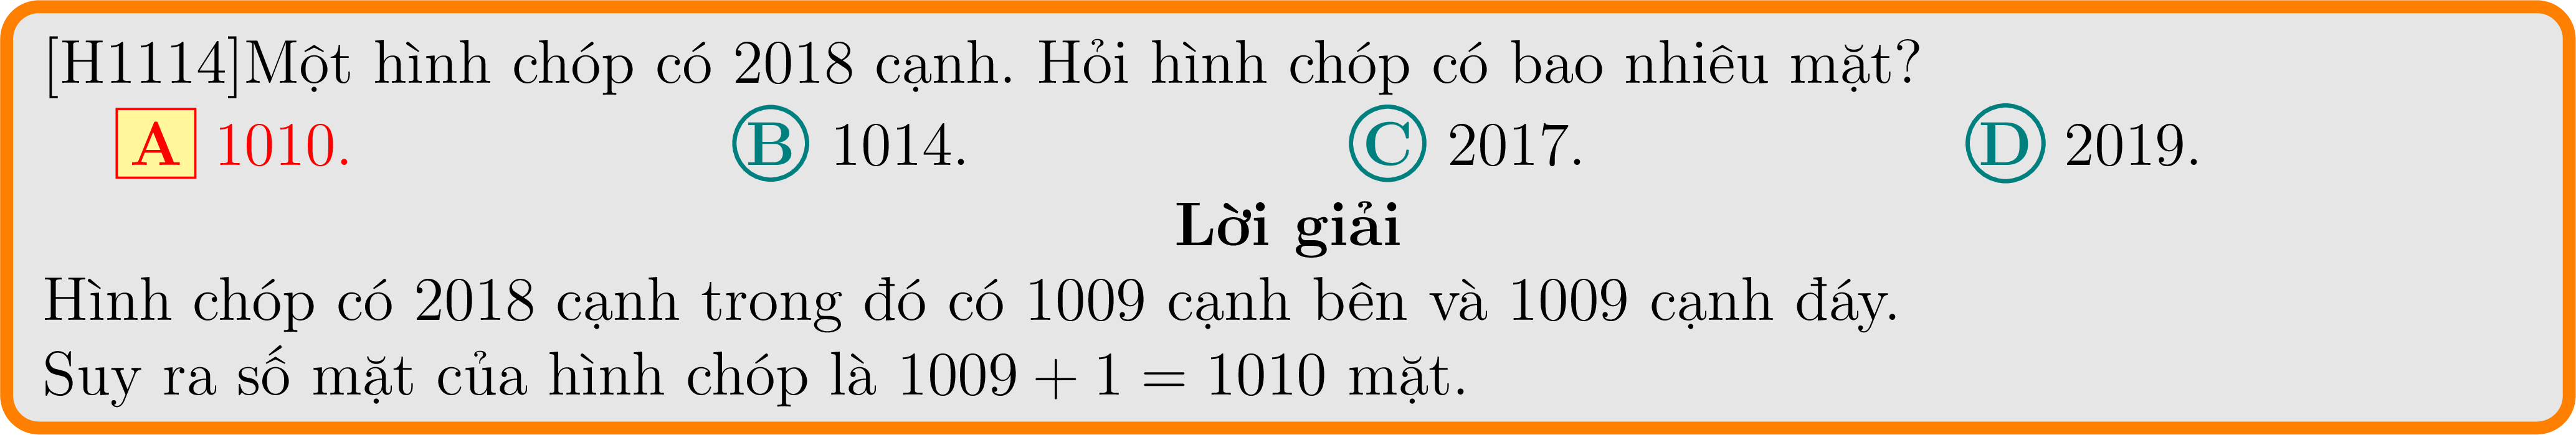 [H1114]Một hình chóp có 2018 cạnh. Hỏi hình chóp có bao nhiêu mặt?
A 1010. B 1014. C 2017. D 2019.
Lời giải
Hình chóp có 2018 cạnh trong đó có 1009 cạnh bên và 1009 cạnh đáy.
Suy ra số mặt của hình chóp là 1009 + 1 = 1010 mặt.